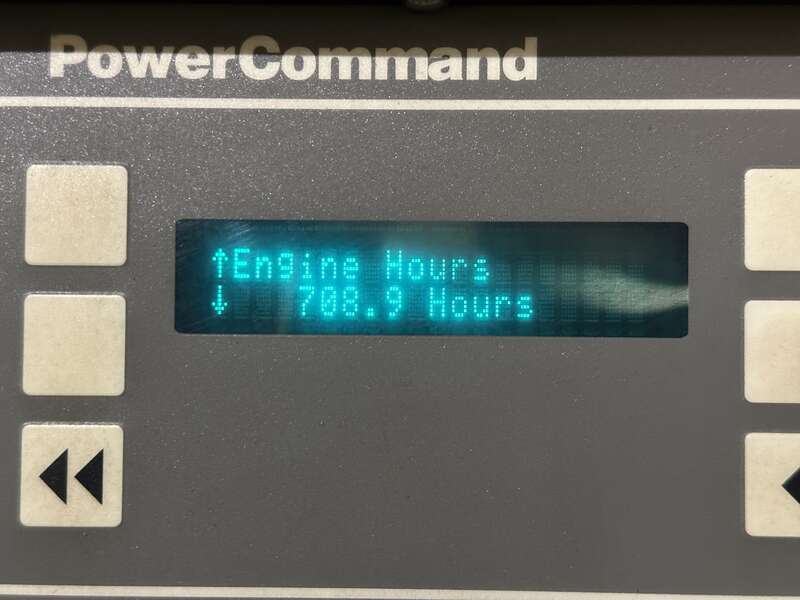 PowerCommand
↑Engine Hours
↓ 708.9 Hours